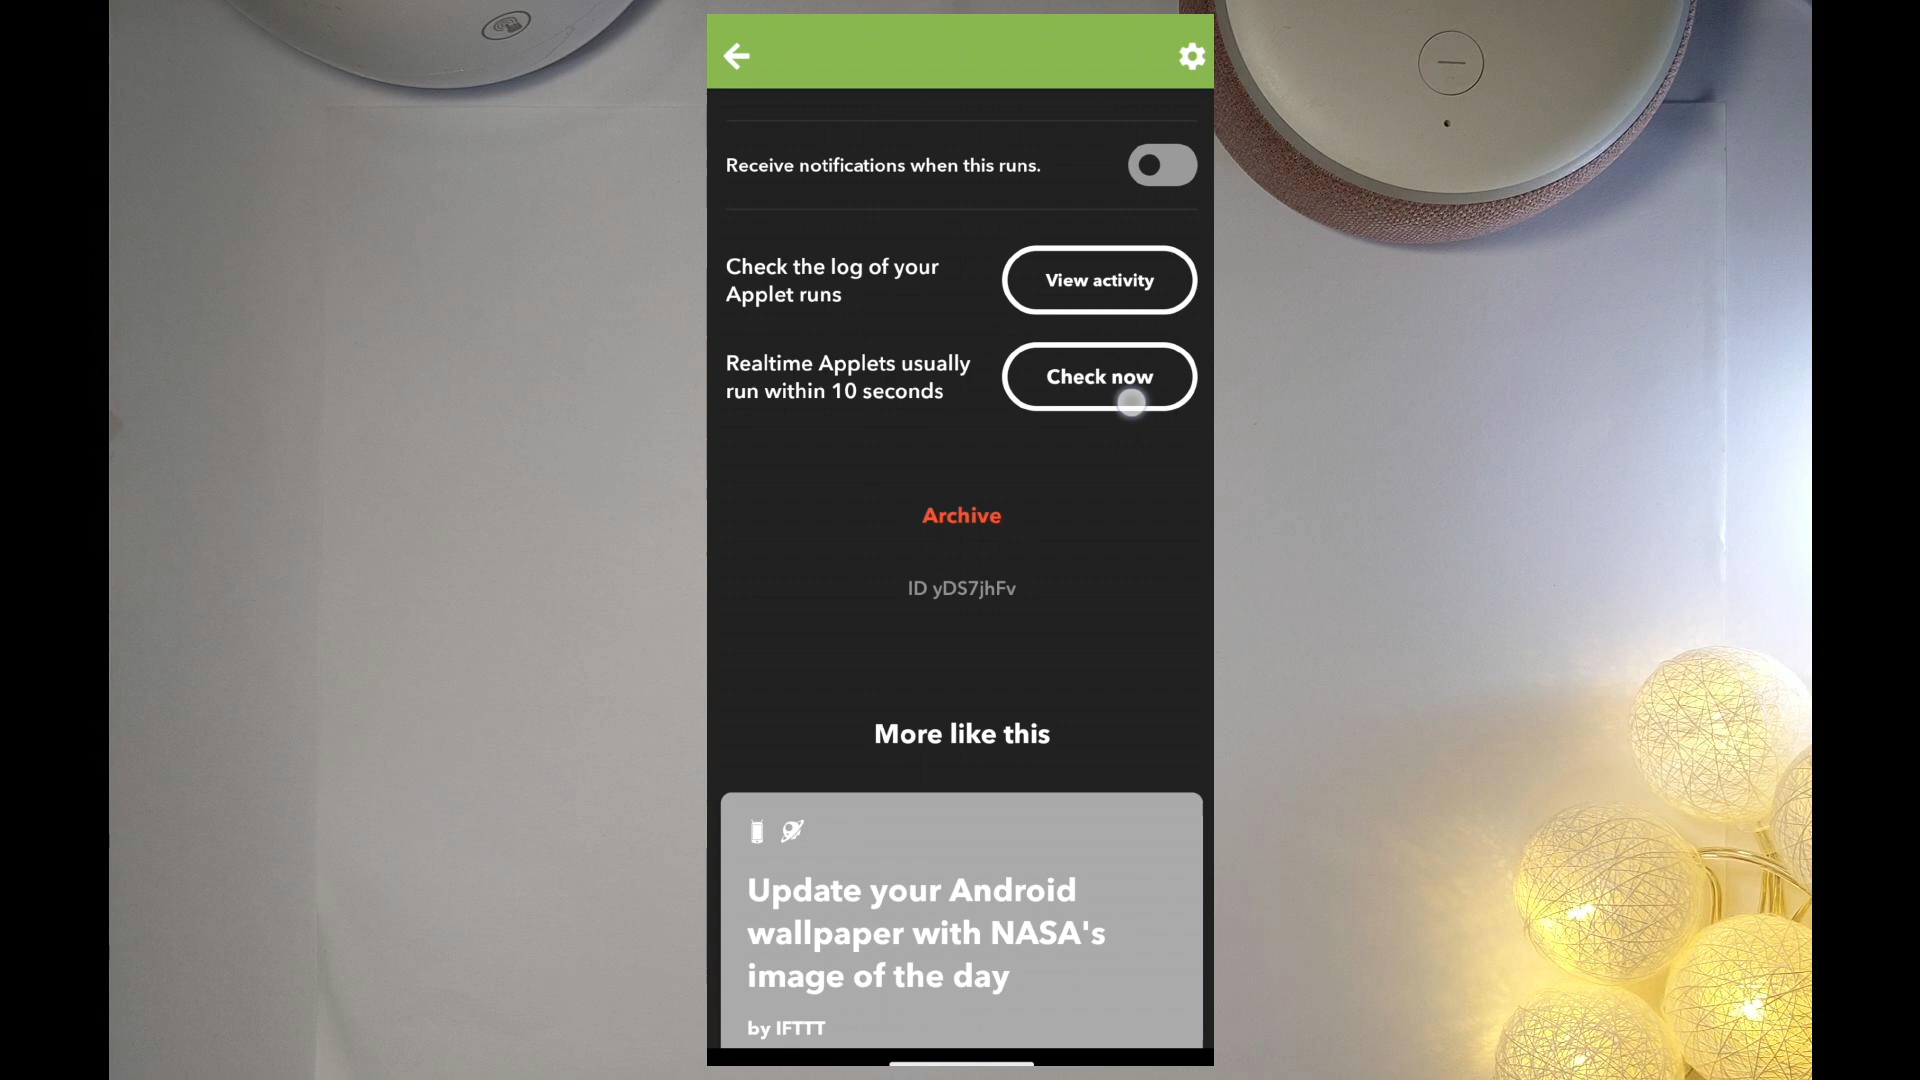 Receive notifications when this runs.
Check the log of your
Applet runs
View activity
Realtime Applets usually
run within 10 seconds
Check now
Archive
ID yDS7jhFv
More like this
Update your Android
wallpaper with NASA's
image of the day
by IFTTT